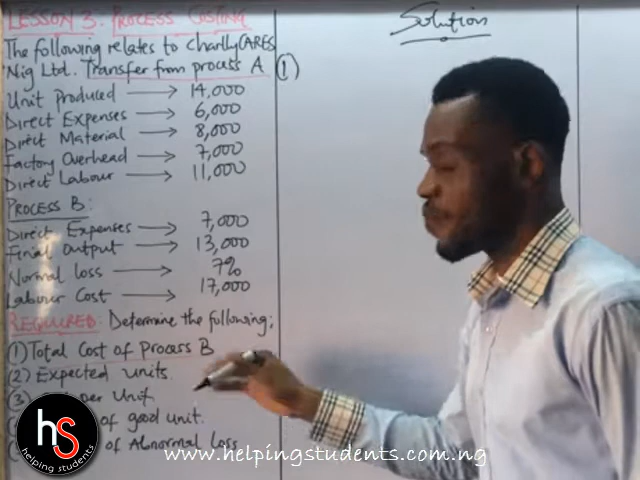 LESSON 3: PROCESS COSTING
The following relates to CharllyCARES
Nig Ltd. Transfer from process A
Unit Produced → 14,000
Direct Expenses → 6,000
Direct Material → 8,000
Factory Overhead → 7,000
Direct Labour → 11,000
PROCESS B:
Direct Expenses → 7,000
Final Output → 13,000
Normal loss → 7%
Labour Cost → 17,000
REQUIRED: Determine the following;
(1) Total Cost of Process B
(2) Expected Units
(3) per Unit
of good unit.
of Abnormal Loss
Solution
(1)
hs
helping students
www.helpingstudents.com.ng